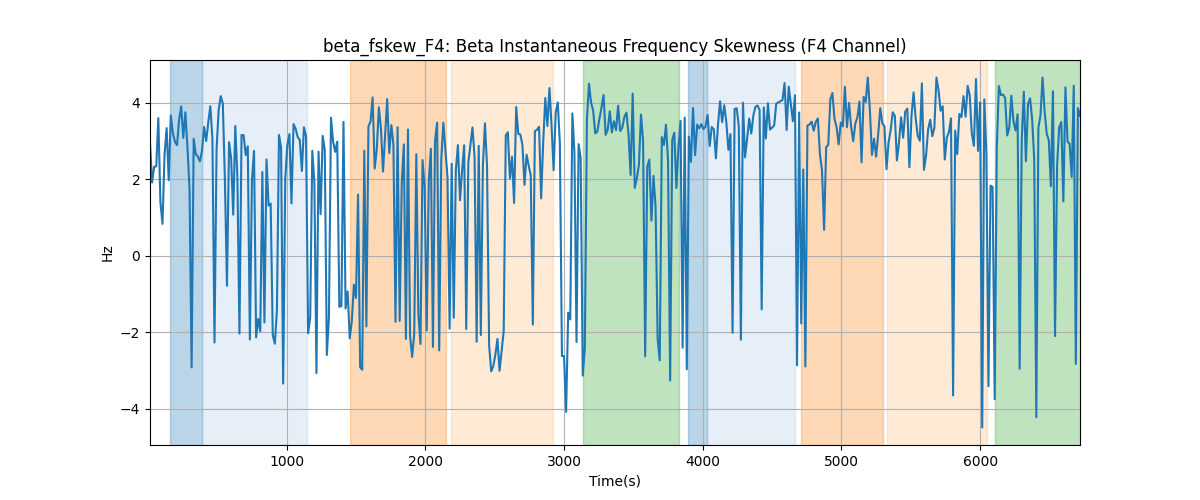 beta_fskew_F4: Beta Instantaneous Frequency Skewness (F4 Channel)
4
2
0
−2
−4
Hz
1000 2000 3000 4000 5000 6000
Time(s)